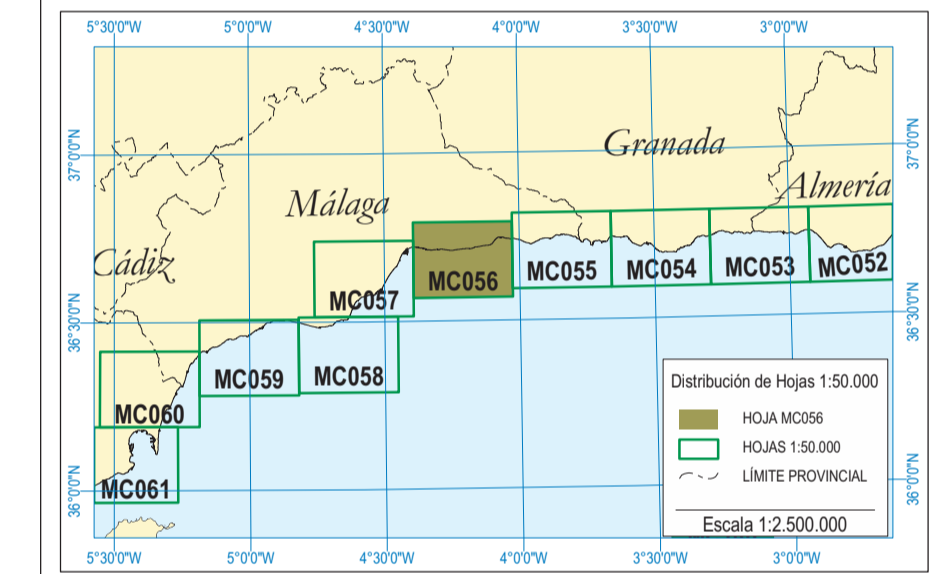 5°30'0"W 5°0'0"W 4°30'0"W 4°0'0"W 3°30'0"W 3°0'0"W
37°0'0"N
37°0'0"N
Granada
Almería
Málaga
Cádiz
MC056
MC055
MC054
MC053
MC052
MC057
36°30'0"N
36°30'0"N
MC059
MC058
MC060
MC061
36°0'0"N
36°0'0"N
Distribución de Hojas 1:50.000
HOJA MC056
HOJAS 1:50.000
LÍMITE PROVINCIAL
Escala 1:2.500.000
5°30'0"W 5°0'0"W 4°30'0"W 4°0'0"W 3°30'0"W 3°0'0"W